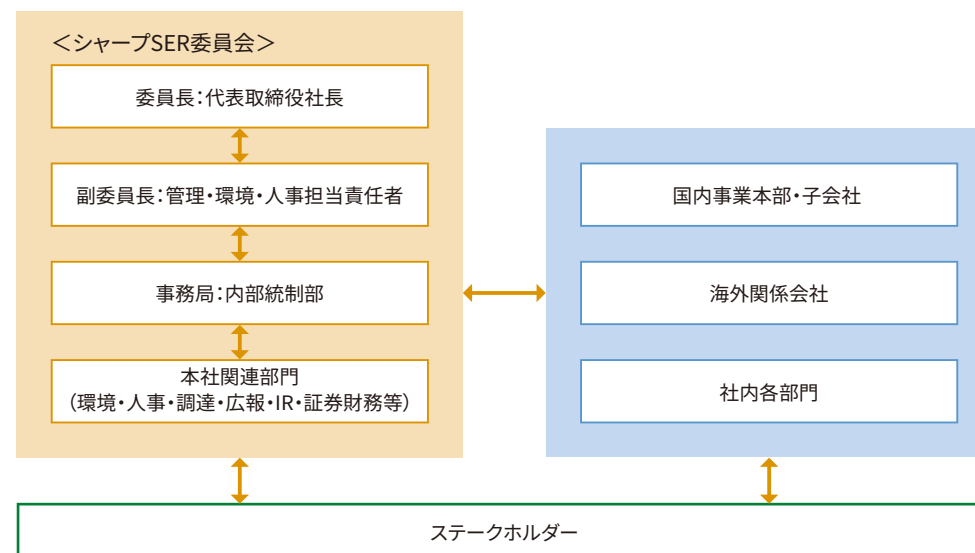 ＜シャープSER委員会＞
委員長：代表取締役社長
副委員長：管理・環境・人事担当責任者
事務局：内部統制部
本社関連部門
（環境・人事・調達・広報・IR・証券財務等）
国内事業本部・子会社
海外関係会社
社内各部門
ステークホルダー